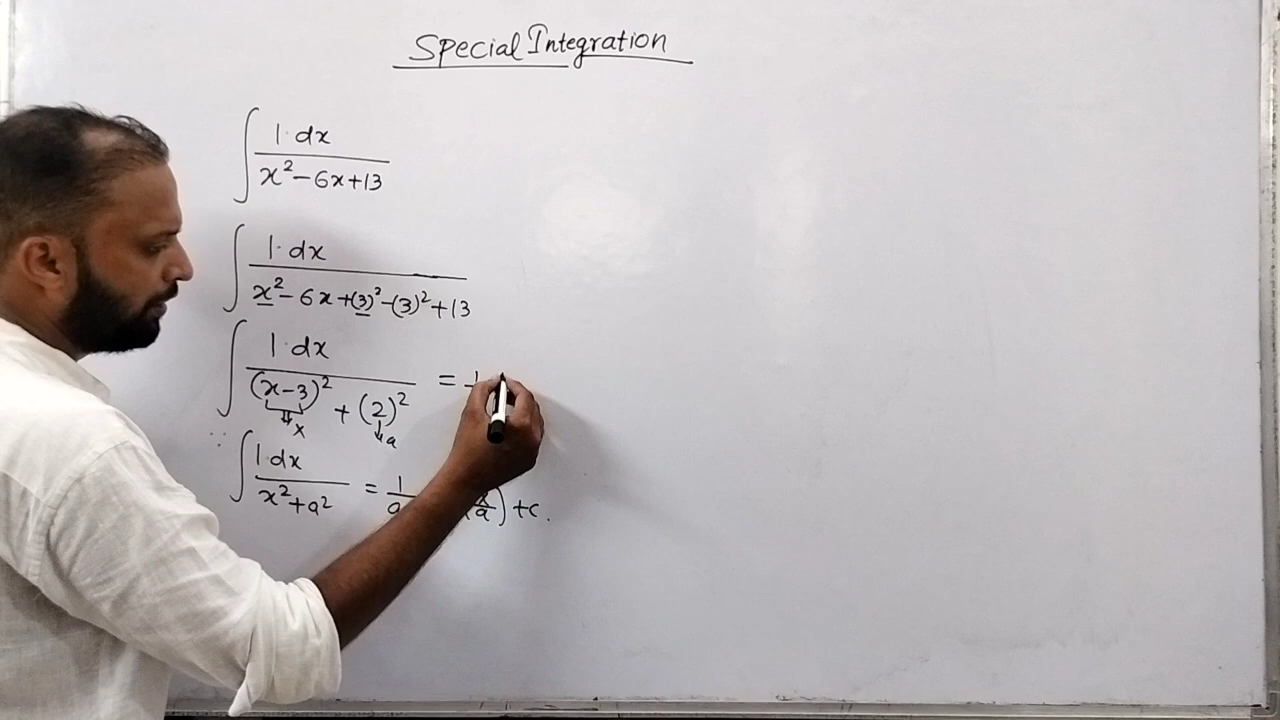 Special Integration
∫ 1·dx / x² - 6x + 13
∫ 1·dx / x² - 6x + (3)² - (3)² + 13
∫ 1·dx / (x - 3)² + (2)² = 1
x a
∵ ∫ 1·dx / x² + a² = 1/a (x/a) + c.